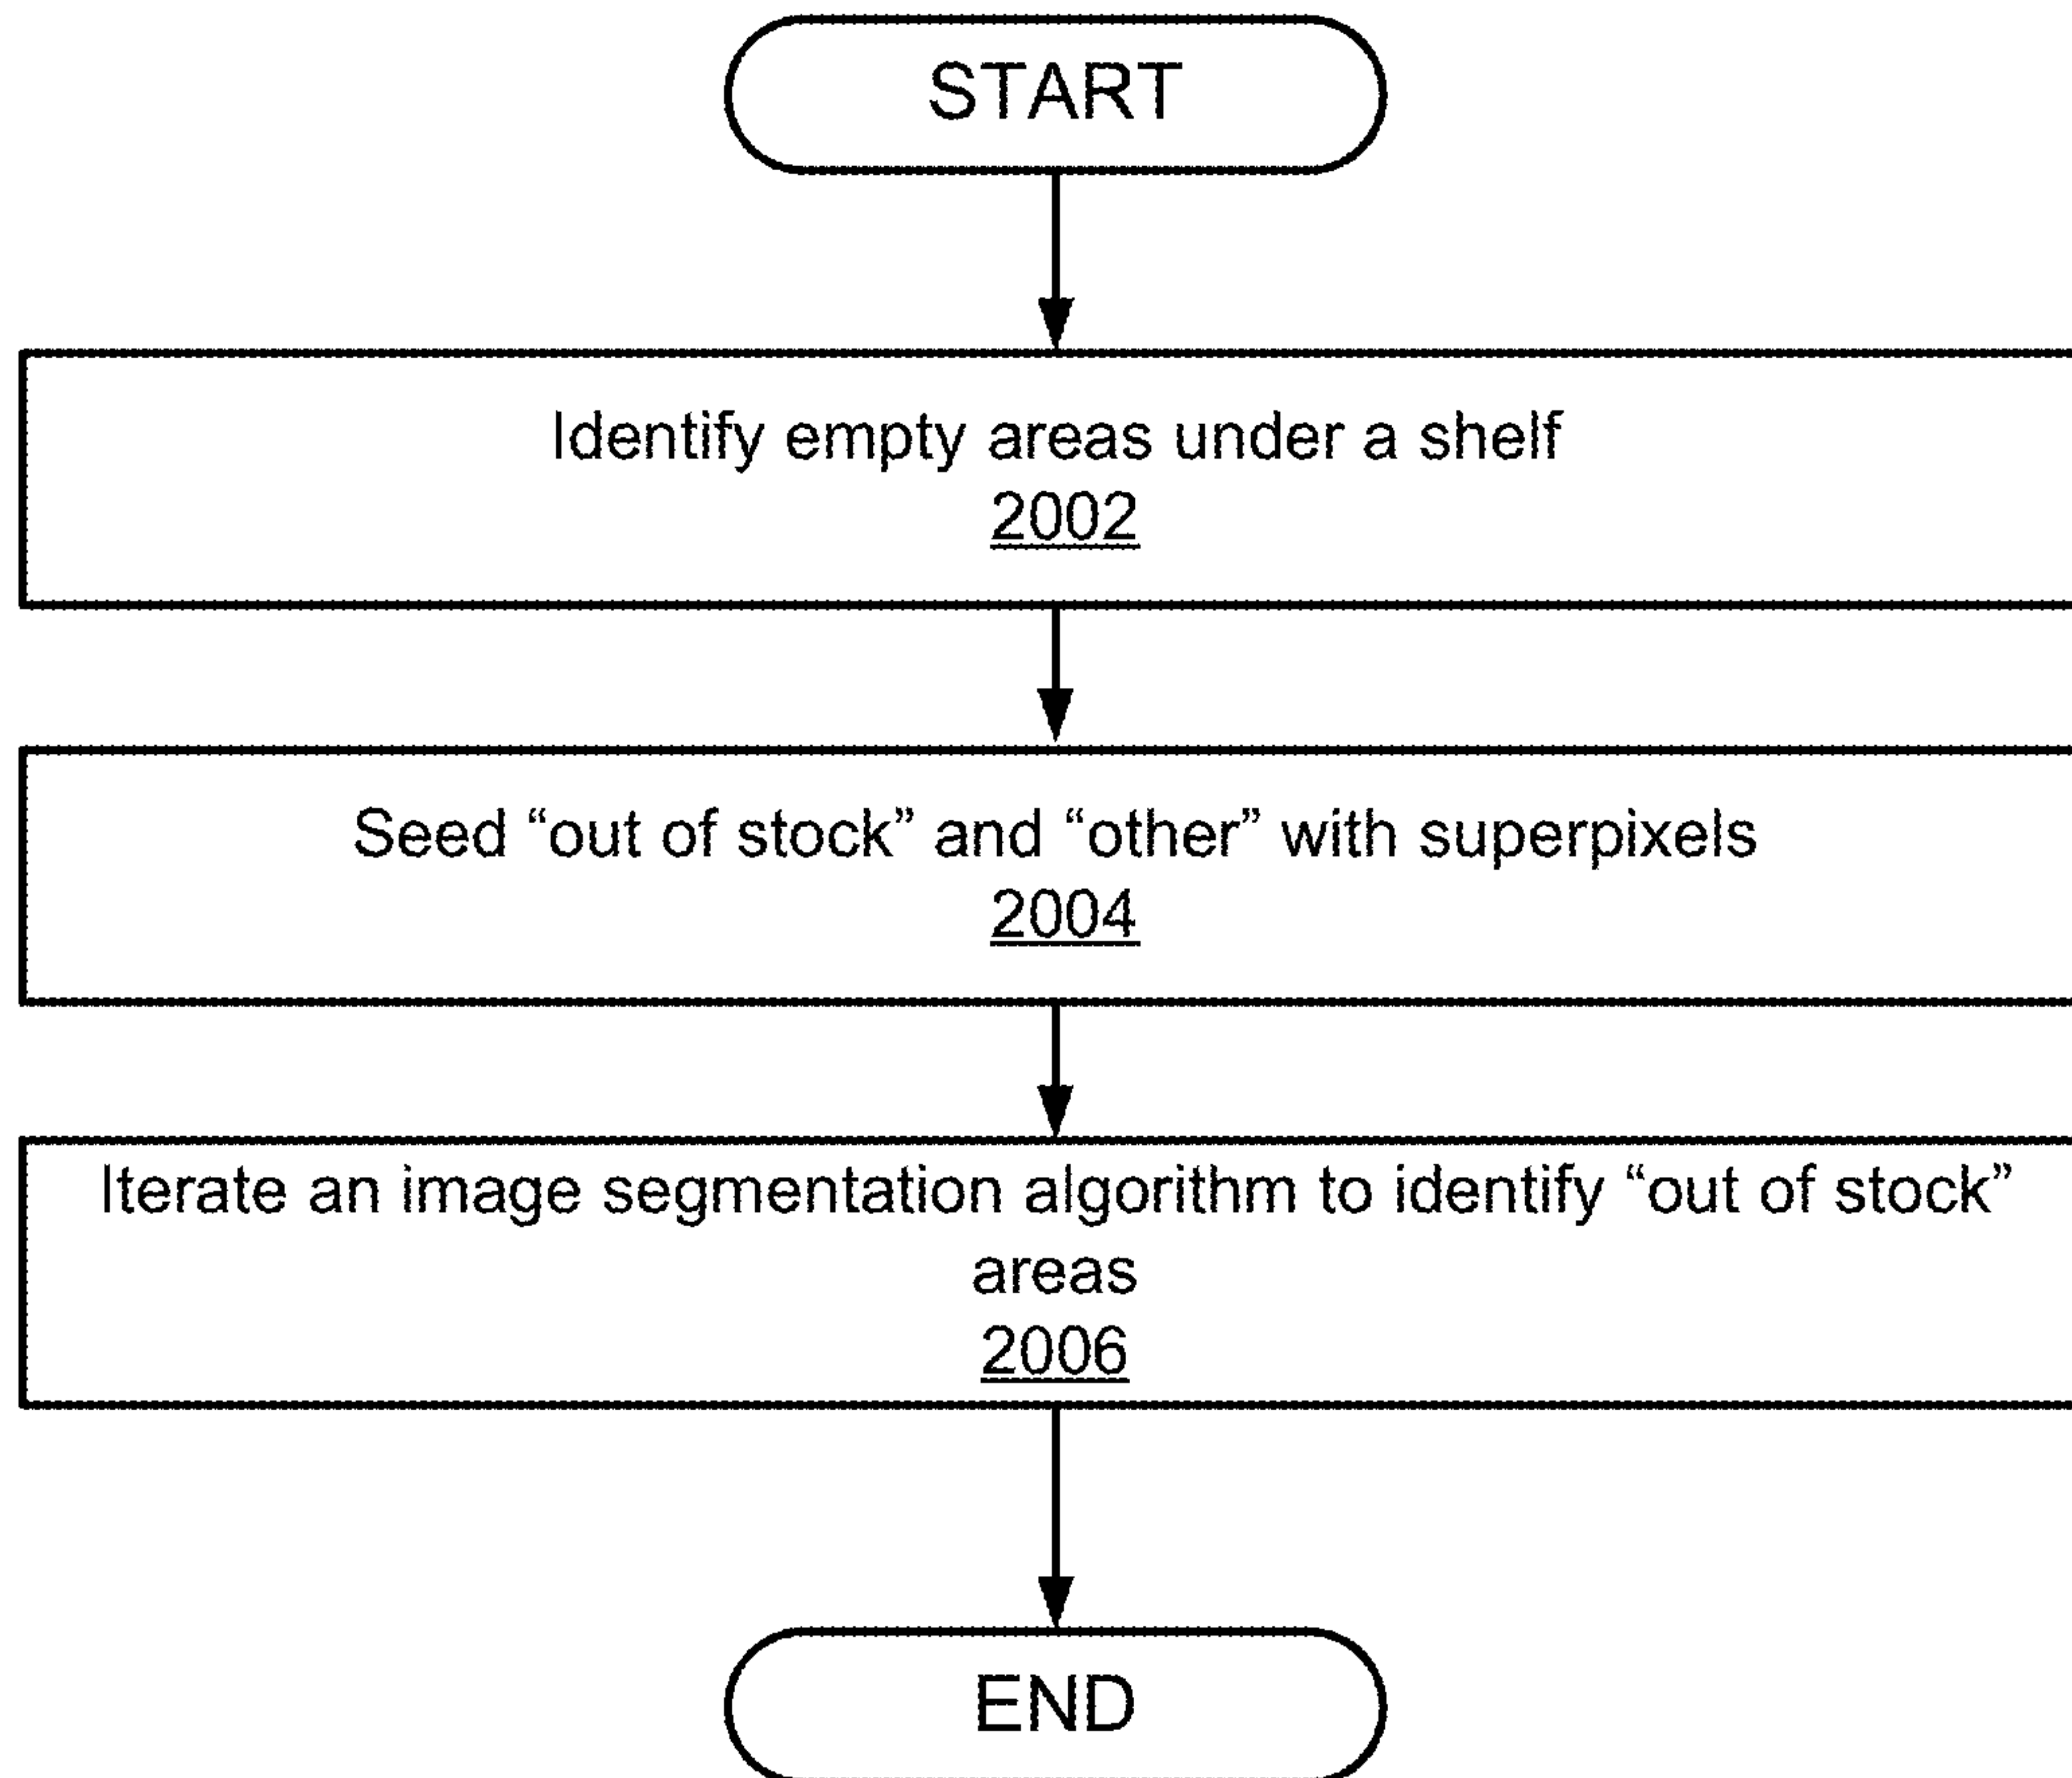 START
Identify empty areas under a shelf
2002
Seed “out of stock” and “other” with superpixels
2004
Iterate an image segmentation algorithm to identify “out of stock”
areas
2006
END